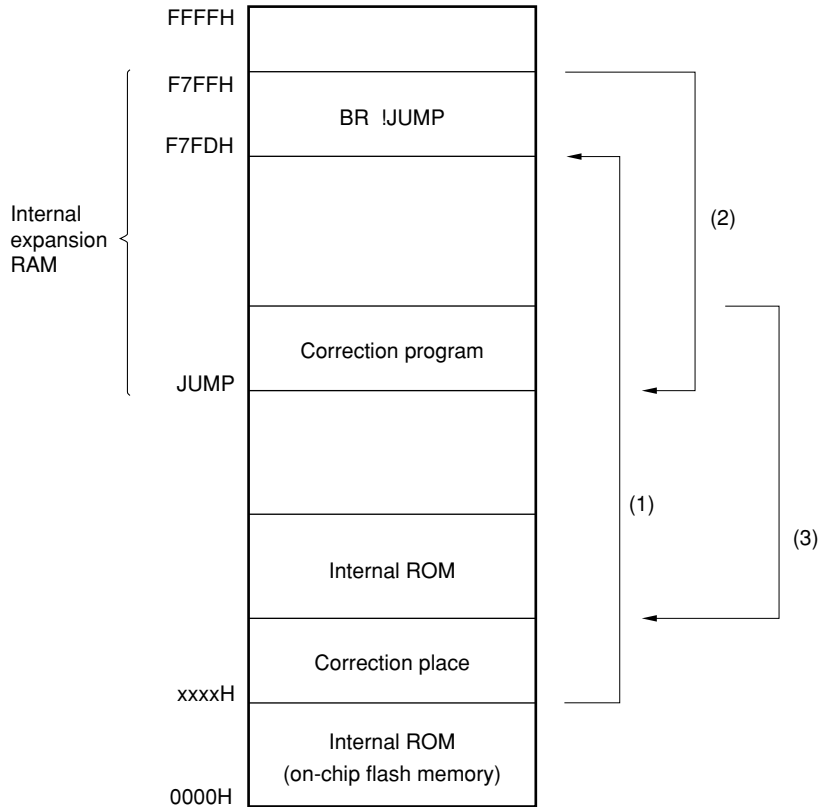 FFFFH
F7FFH
BR !JUMP
F7FDH
Internal
expansion
RAM
(2)
Correction program
JUMP
(1)
(3)
Internal ROM
Correction place
xxxxH
Internal ROM
(on-chip flash memory)
0000H